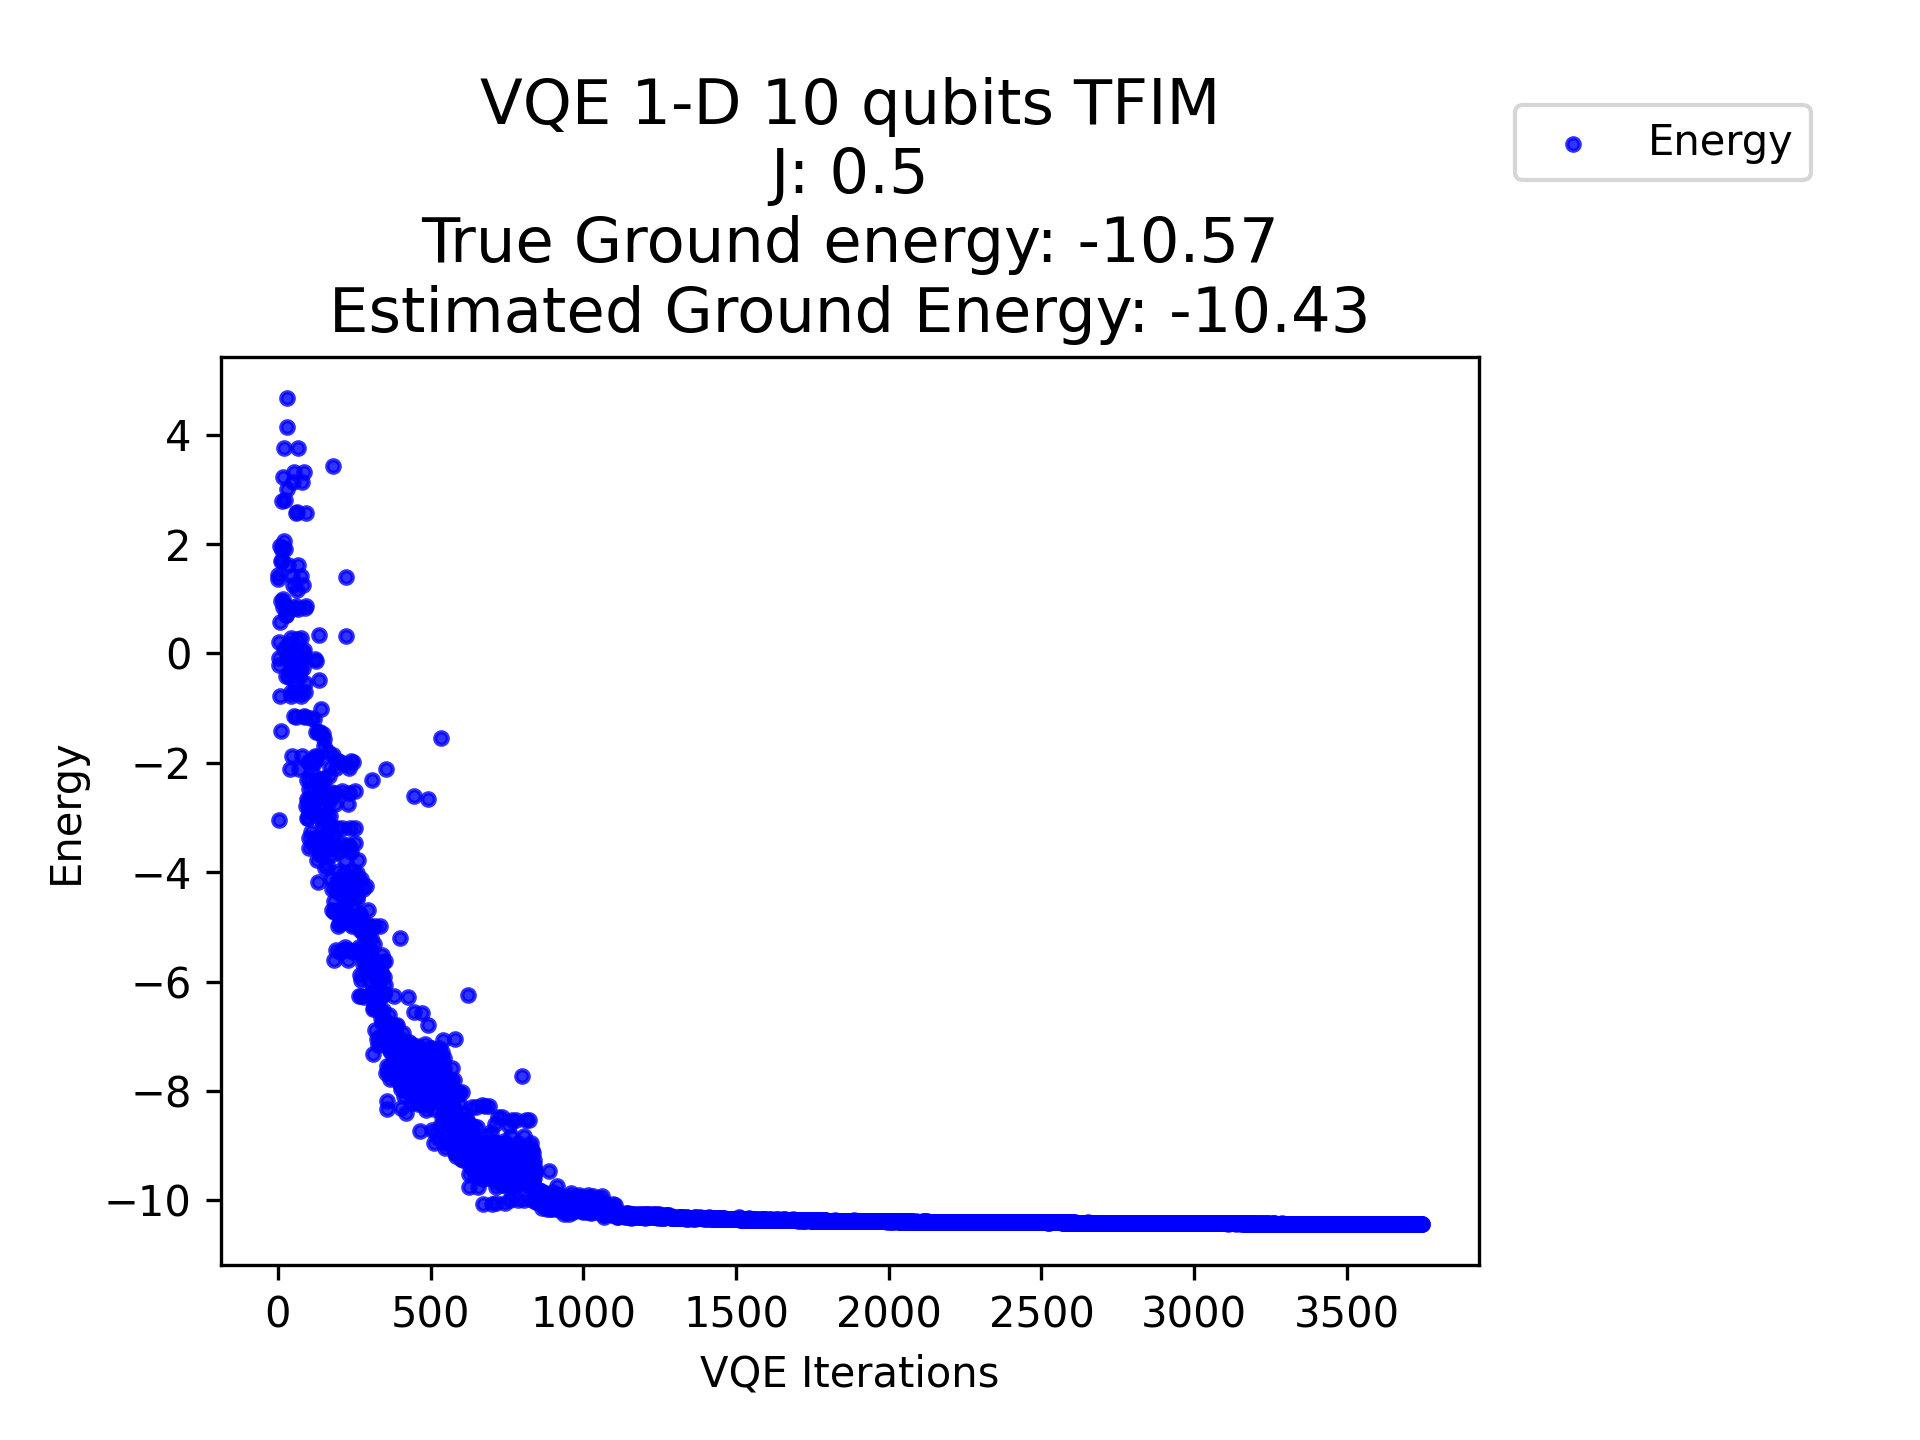 VQE 1-D 10 qubits TFIM
J: 0.5
True Ground energy: -10.57
Estimated Ground Energy: -10.43
Energy
4
2
0
−2
−4
−6
−8
−10
Energy
0 500 1000 1500 2000 2500 3000 3500
VQE Iterations